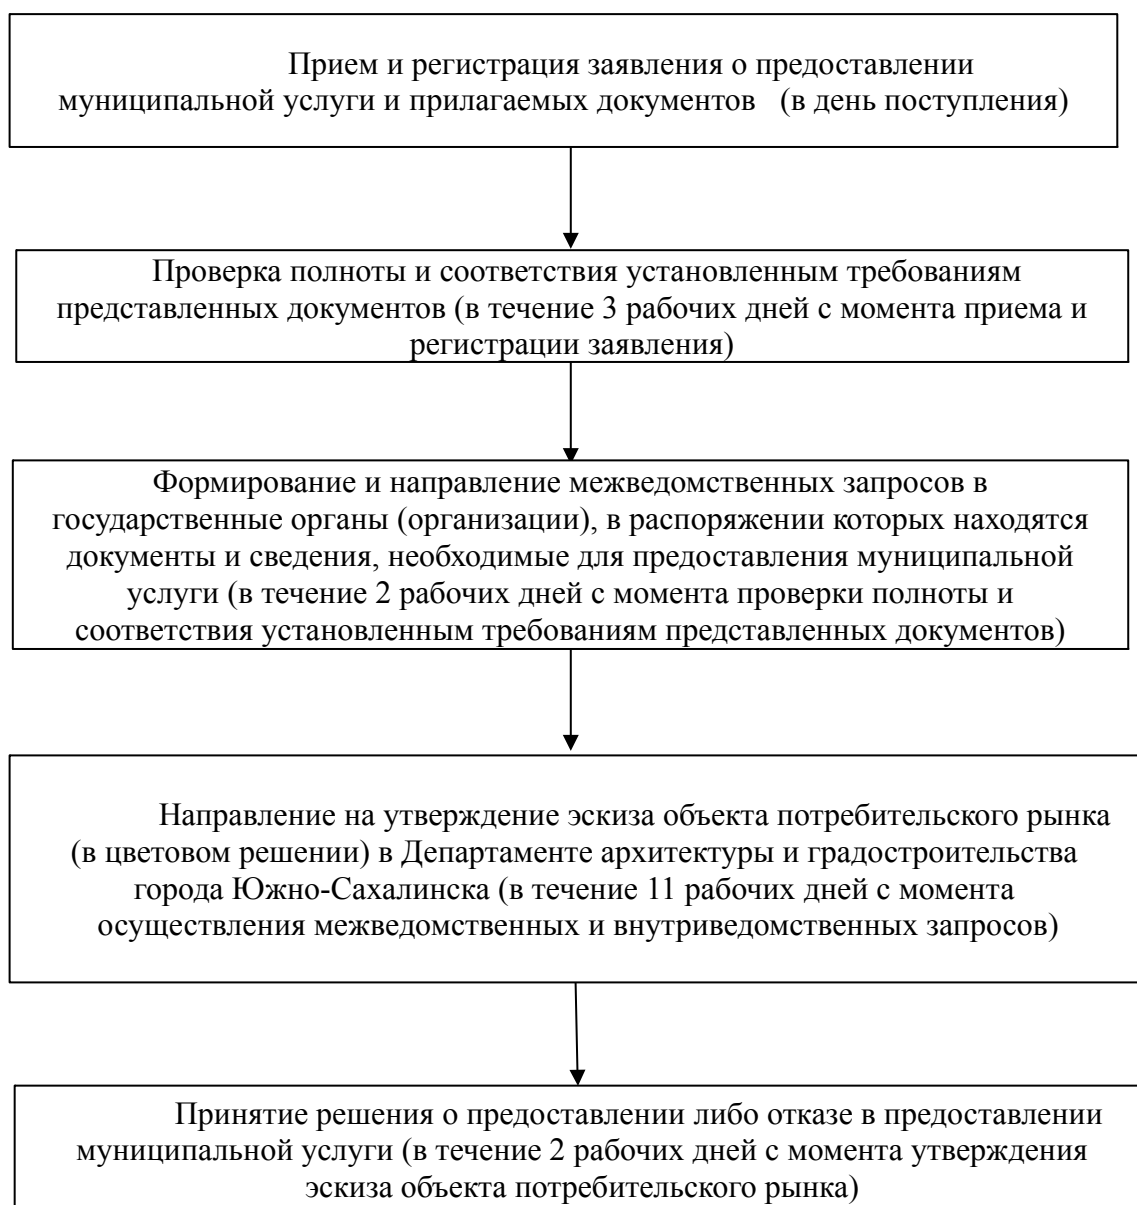 Прием и регистрация заявления о предоставлении
муниципальной услуги и прилагаемых документов (в день поступления)
Проверка полноты и соответствия установленным требованиям
представленных документов (в течение 3 рабочих дней с момента приема и
регистрации заявления)
Формирование и направление межведомственных запросов в
государственные органы (организации), в распоряжении которых находятся
документы и сведения, необходимые для предоставления муниципальной
услуги (в течение 2 рабочих дней с момента проверки полноты и
соответствия установленным требованиям представленных документов)
Направление на утверждение эскиза объекта потребительского рынка
(в цветовом решении) в Департаменте архитектуры и градостроительства
города Южно-Сахалинска (в течение 11 рабочих дней с момента
осуществления межведомственных и внутриведомственных запросов)
Принятие решения о предоставлении либо отказе в предоставлении
муниципальной услуги (в течение 2 рабочих дней с момента утверждения
эскиза объекта потребительского рынка)